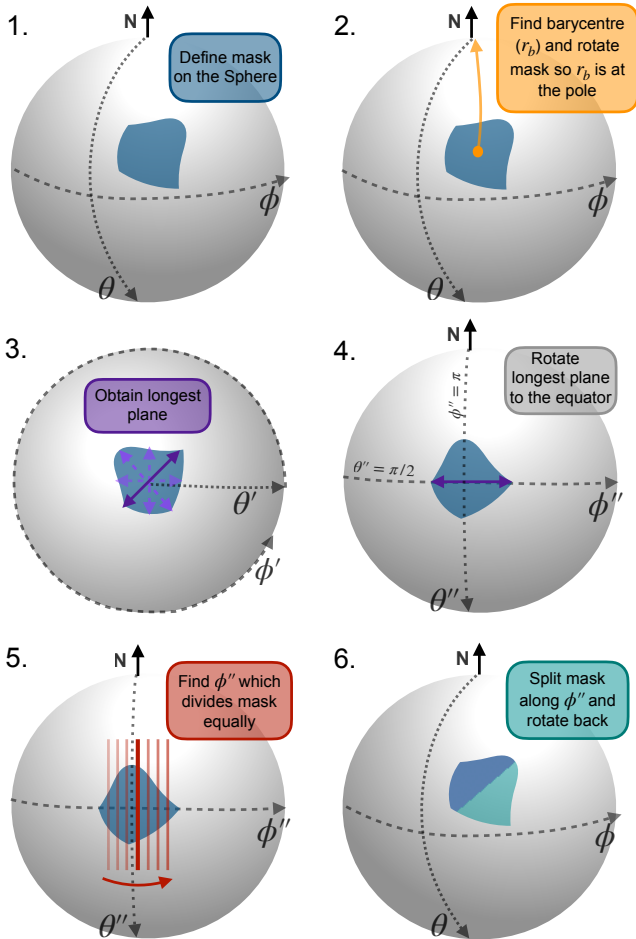 1.
N
Define mask
on the Sphere
ϕ
θ
2.
N
Find barycentre
(r_b) and rotate
mask so r_b is at
the pole
ϕ
θ
3.
Obtain longest
plane
θ′
ϕ′
4.
N
Rotate
longest plane
to the equator
ϕ″ = π
θ″ = π/2
ϕ″
θ″
5.
N
Find ϕ″ which
divides mask
equally
ϕ″
θ″
6.
N
Split mask
along ϕ″ and
rotate back
ϕ
θ